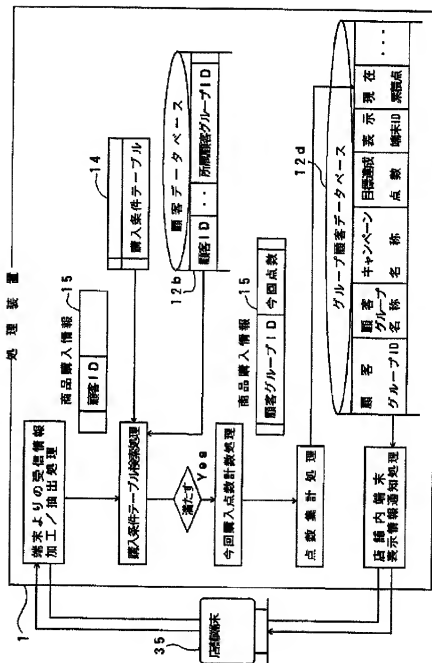 処理装置
1
35
店舗端末
端末よりの受信情報
加工/抽出処理
商品購入情報
15
顧客ID
14
購入条件テーブル
購入条件テーブル検索処理
顧客データベース
顧客ID
・・
所属顧客グループID
12b
満たす
Yes
今回購入点数計数処理
商品購入情報
15
顧客グループID
今回点数
点数集計処理
12d
グループ顧客データベース
顧客
グループID
顧客
グループ
名称
キャンペーン
名称
目標達成
点数
表示
端末ID
現在
累積点
・・・
店舗内端末
表示情報通知処理